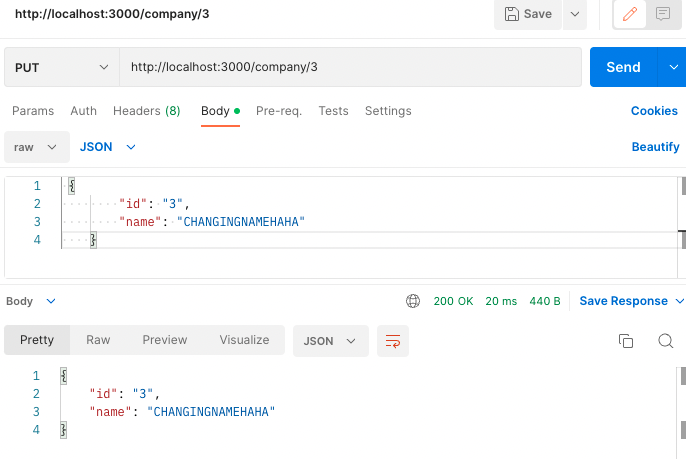 http://localhost:3000/company/3 Save
PUT http://localhost:3000/company/3 Send
Params Auth Headers (8) Body Pre-req. Tests Settings Cookies
raw JSON Beautify
1 {
2 "id": "3",
3 "name": "CHANGINGNAMEHAHA"
4 }
Body 200 OK 20 ms 440 B Save Response
Pretty Raw Preview Visualize JSON
1 {
2 "id": "3",
3 "name": "CHANGINGNAMEHAHA"
4 }